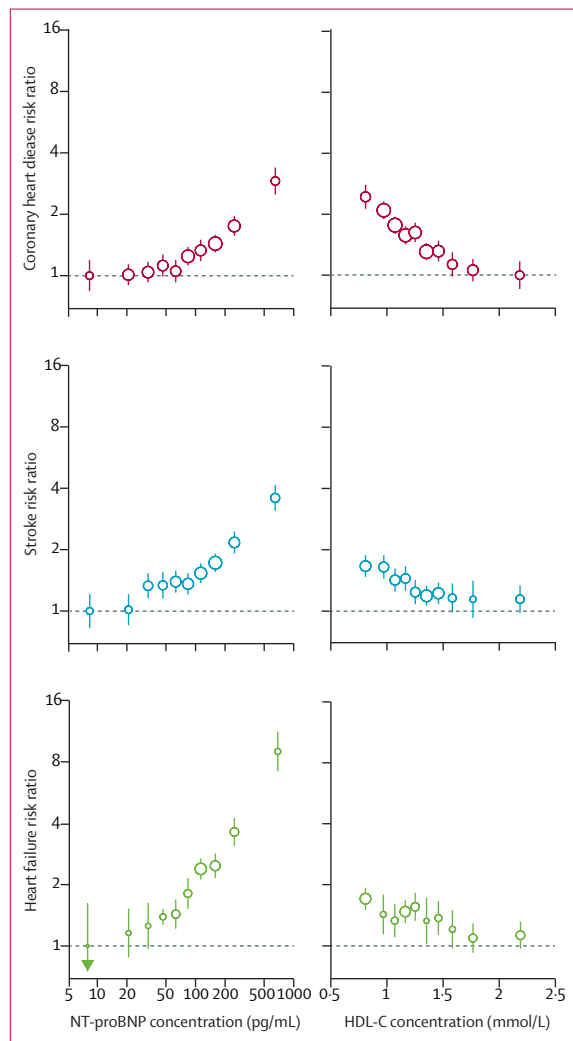 16
8
4
2
1
Coronary heart diease risk ratio
16
8
4
2
1
Stroke risk ratio
16
8
4
2
1
Heart failure risk ratio
5 10 20 50 100 200 500 1000
NT-proBNP concentration (pg/mL)
0·5 1 1·5 2 2·5
HDL-C concentration (mmol/L)